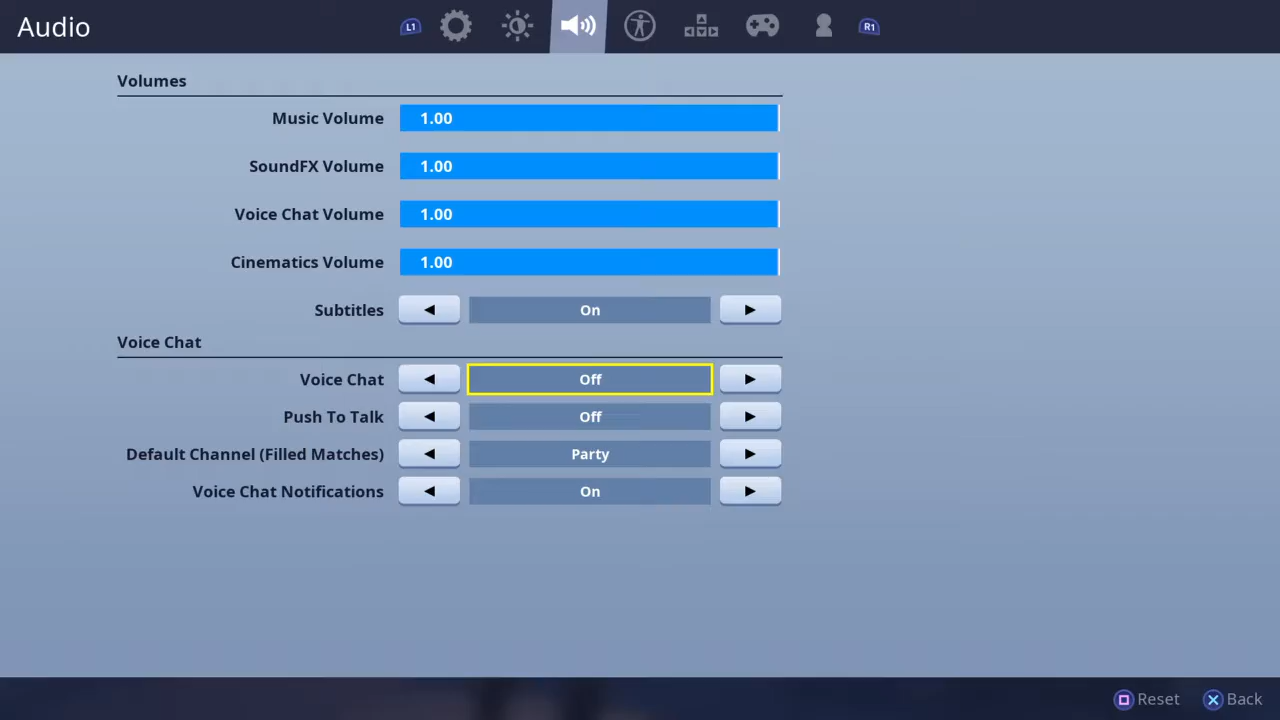 Audio
L1
R1
Volumes
Music Volume 1.00
SoundFX Volume 1.00
Voice Chat Volume 1.00
Cinematics Volume 1.00
Subtitles On
Voice Chat
Voice Chat Off
Push To Talk Off
Default Channel (Filled Matches) Party
Voice Chat Notifications On
Reset Back